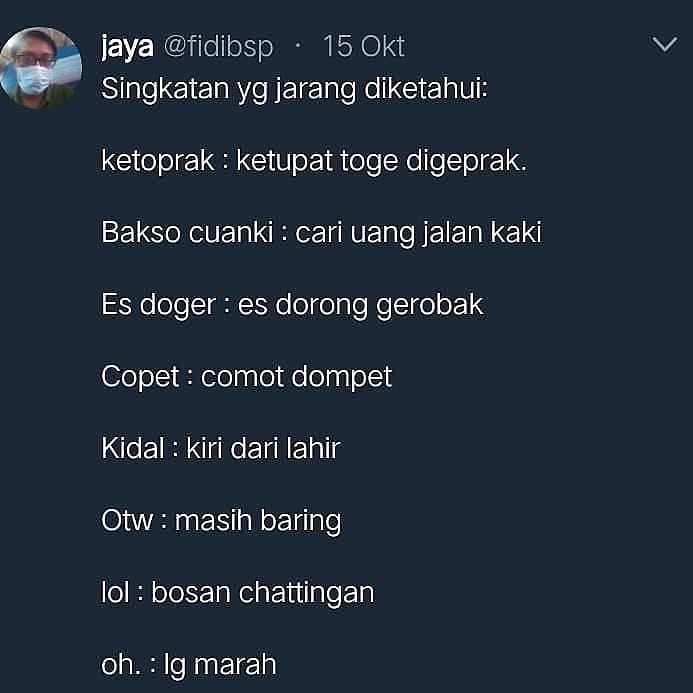 jaya @fidibsp · 15 Okt
Singkatan yg jarang diketahui:
ketoprak : ketupat toge digeprak.
Bakso cuanki : cari uang jalan kaki
Es doger : es dorong gerobak
Copet : comot dompet
Kidal : kiri dari lahir
Otw : masih baring
lol : bosan chattingan
oh. : lg marah